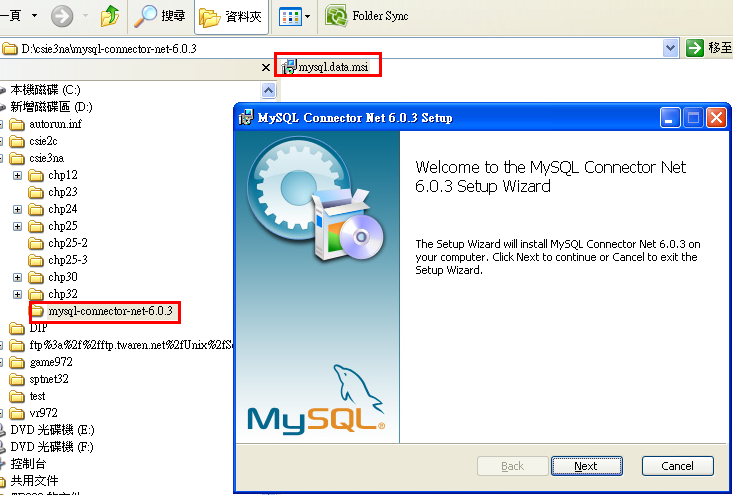 一頁
搜尋
資料夾
Folder Sync
D:\csie3na\mysql-connector-net-6.0.3
移至
mysql.data.msi
本機磁碟 (C:)
新增磁碟區 (D:)
autorun.inf
csie2c
csie3na
chp12
chp23
chp24
chp25
chp25-2
chp25-3
chp30
chp32
mysql-connector-net-6.0.3
DIP
ftp%3a%2f%2fftp.twaren.net%2fUnix%2fS
game972
sptnet32
test
vr972
DVD 光碟機 (E:)
DVD 光碟機 (F:)
控制台
共用文件
MySQL Connector Net 6.0.3 Setup
Welcome to the MySQL Connector Net
6.0.3 Setup Wizard
The Setup Wizard will install MySQL Connector Net 6.0.3 on
your computer. Click Next to continue or Cancel to exit the
Setup Wizard.
MySQL®
Back
Next
Cancel